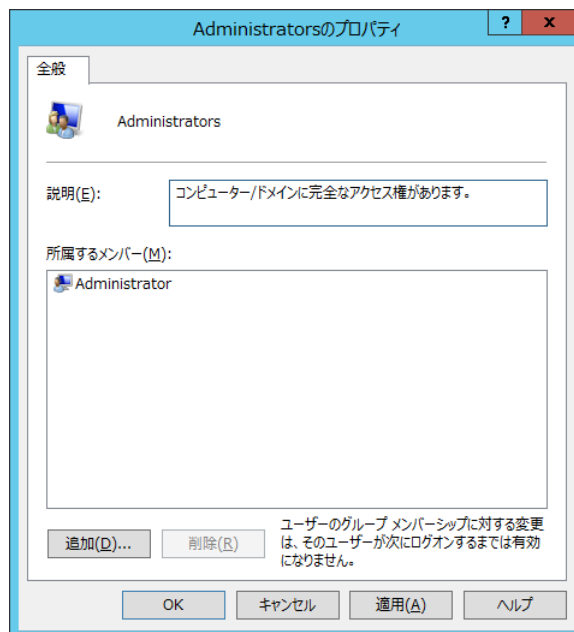 Administratorsのプロパティ
?
x
全般
Administrators
説明(E):
コンピューター/ドメインに完全なアクセス権があります。
所属するメンバー(M):
Administrator
追加(D)...
削除(R)
ユーザーのグループ メンバーシップに対する変更
は、そのユーザーが次にログオンするまでは有効
になりません。
OK
キャンセル
適用(A)
ヘルプ